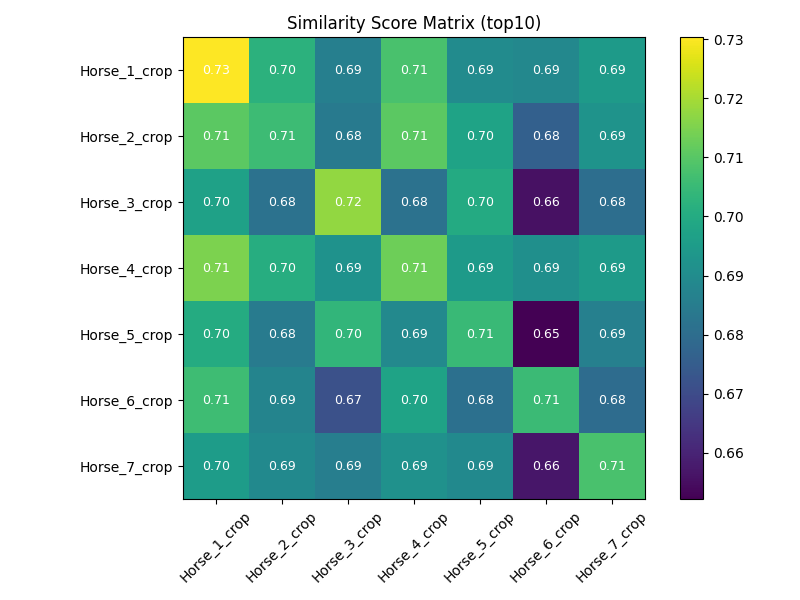 Similarity Score Matrix (top10)
Horse_1_crop 0.73 0.70 0.69 0.71 0.69 0.69 0.69
Horse_2_crop 0.71 0.71 0.68 0.71 0.70 0.68 0.69
Horse_3_crop 0.70 0.68 0.72 0.68 0.70 0.66 0.68
Horse_4_crop 0.71 0.70 0.69 0.71 0.69 0.69 0.69
Horse_5_crop 0.70 0.68 0.70 0.69 0.71 0.65 0.69
Horse_6_crop 0.71 0.69 0.67 0.70 0.68 0.71 0.68
Horse_7_crop 0.70 0.69 0.69 0.69 0.69 0.66 0.71
Horse_1_crop Horse_2_crop Horse_3_crop Horse_4_crop Horse_5_crop Horse_6_crop Horse_7_crop
0.73
0.72
0.71
0.70
0.69
0.68
0.67
0.66